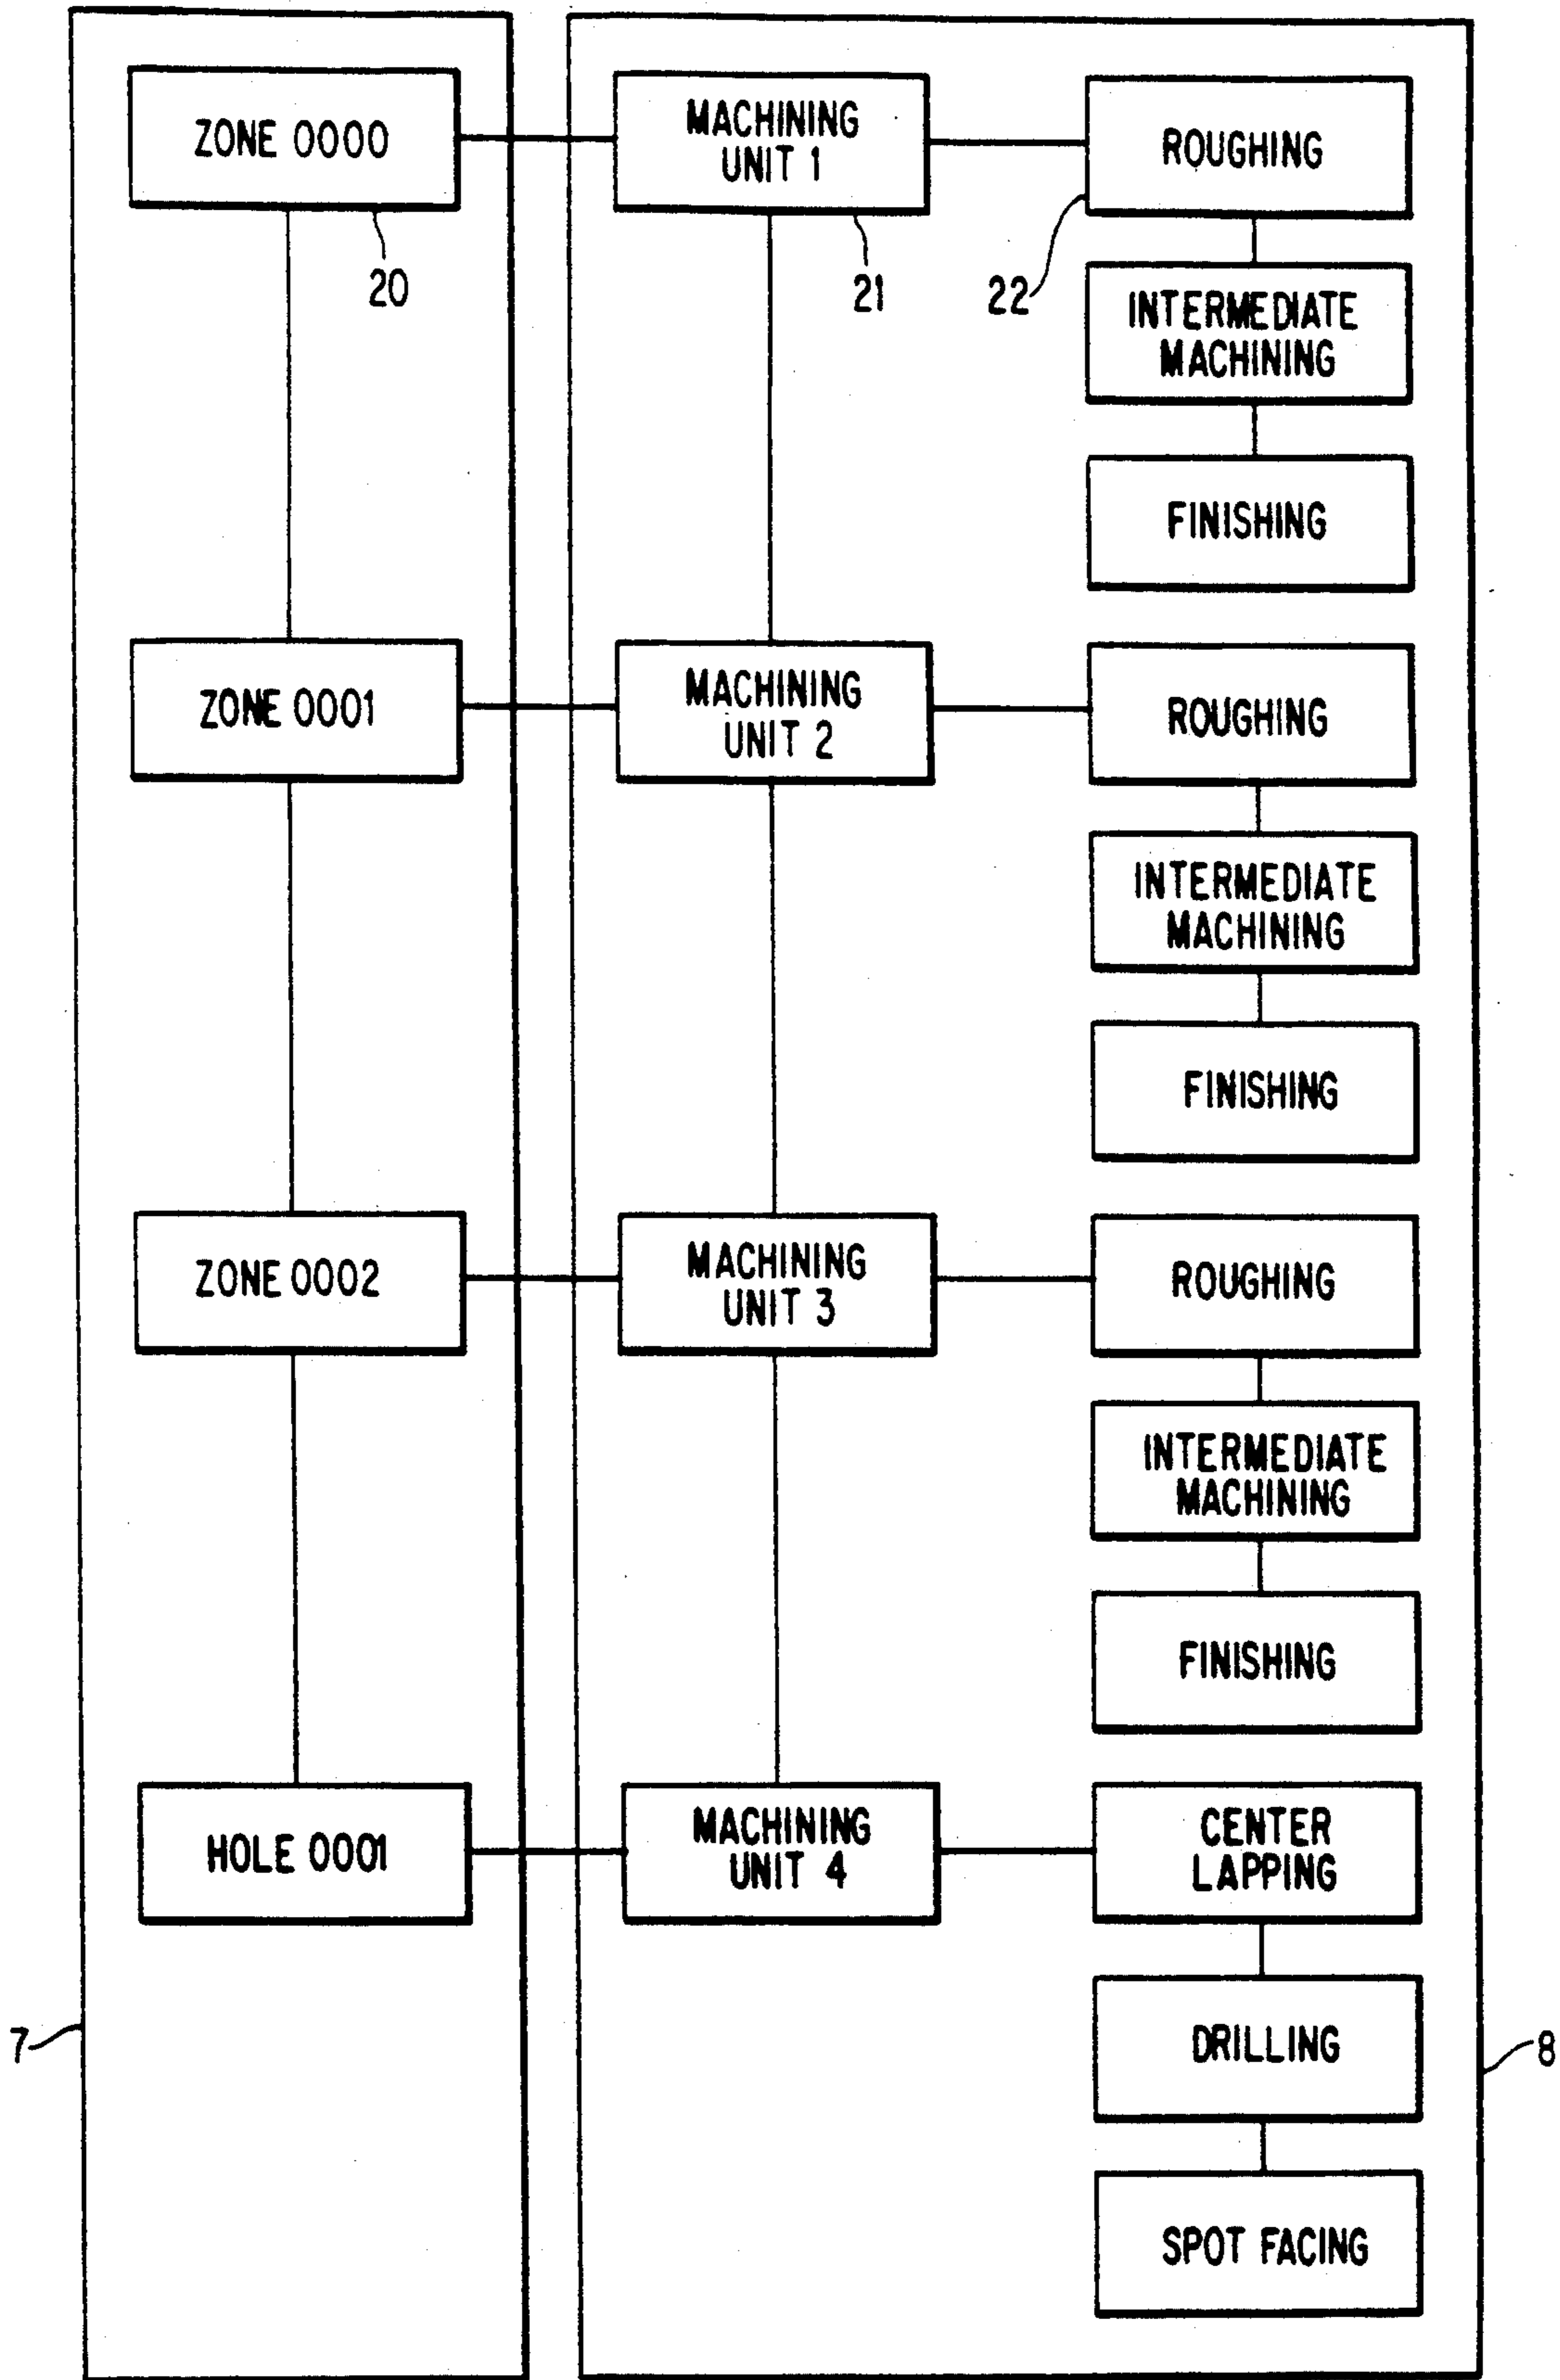 ZONE 0000
MACHINING
UNIT 1
ROUGHING
20
21
22
INTERMEDIATE
MACHINING
FINISHING
ZONE 0001
MACHINING
UNIT 2
ROUGHING
INTERMEDIATE
MACHINING
FINISHING
ZONE 0002
MACHINING
UNIT 3
ROUGHING
INTERMEDIATE
MACHINING
FINISHING
HOLE 0001
MACHINING
UNIT 4
CENTER
LAPPING
DRILLING
7
8
SPOT FACING